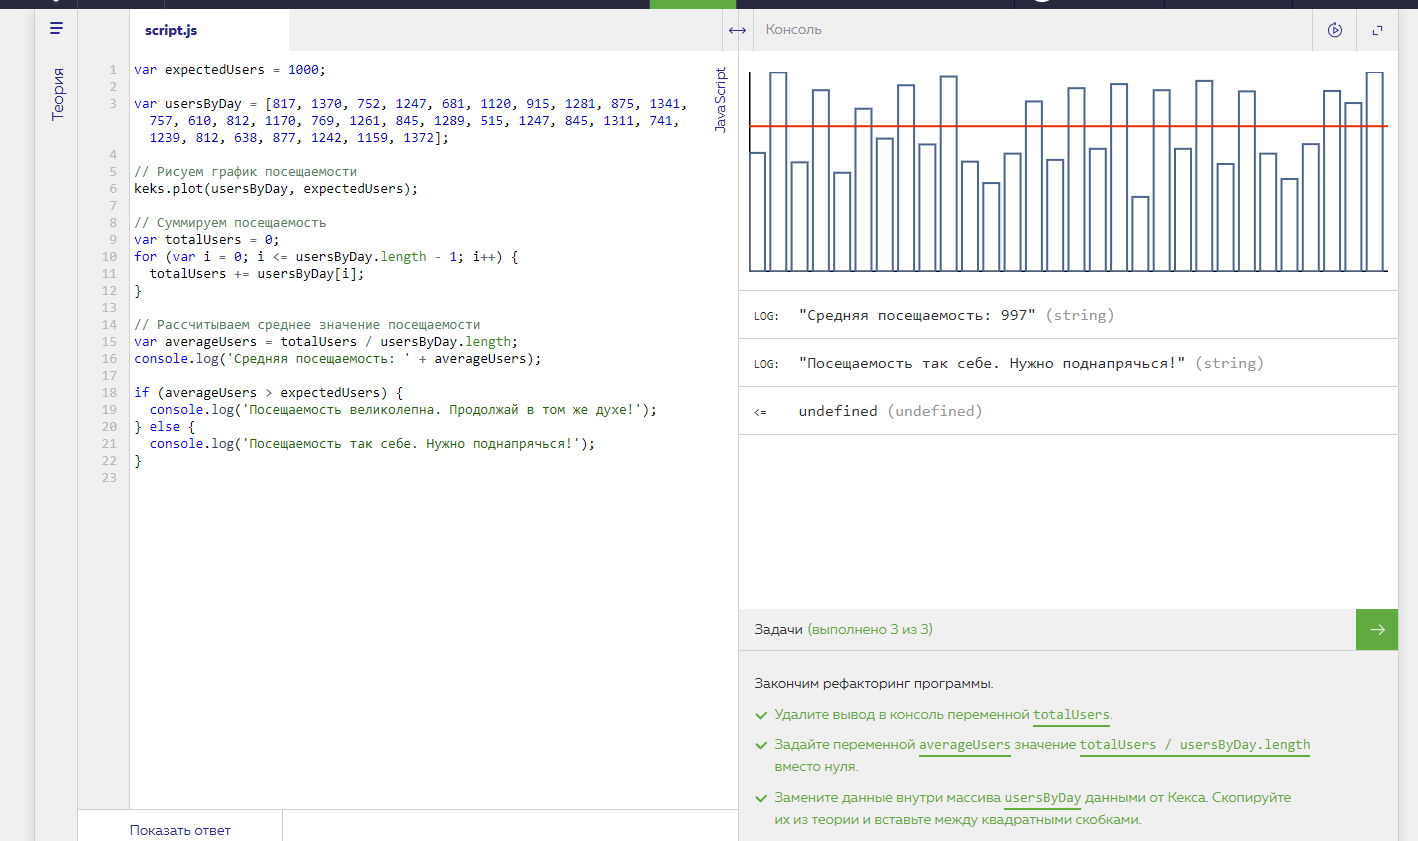 Теория
script.js
JavaScript
1 var expectedUsers = 1000;
2
3 var usersByDay = [817, 1370, 752, 1247, 681, 1120, 915, 1281, 875, 1341,
757, 610, 812, 1170, 769, 1261, 845, 1289, 515, 1247, 845, 1311, 741,
1239, 812, 638, 877, 1242, 1159, 1372];
4
5 // Рисуем график посещаемости
6 keks.plot(usersByDay, expectedUsers);
7
8 // Суммируем посещаемость
9 var totalUsers = 0;
10 for (var i = 0; i <= usersByDay.length - 1; i++) {
11 totalUsers += usersByDay[i];
12 }
13
14 // Рассчитываем среднее значение посещаемости
15 var averageUsers = totalUsers / usersByDay.length;
16 console.log('Средняя посещаемость: ' + averageUsers);
17
18 if (averageUsers > expectedUsers) {
19 console.log('Посещаемость великолепна. Продолжай в том же духе!');
20 } else {
21 console.log('Посещаемость так себе. Нужно поднапрячься!');
22 }
23
Показать ответ
Консоль
LOG: "Средняя посещаемость: 997" (string)
LOG: "Посещаемость так себе. Нужно поднапрячься!" (string)
<= undefined (undefined)
Задачи (выполнено 3 из 3)
Закончим рефакторинг программы.
Удалите вывод в консоль переменной totalUsers.
Задайте переменной averageUsers значение totalUsers / usersByDay.length
вместо нуля.
Замените данные внутри массива usersByDay данными от Кекса. Скопируйте
их из теории и вставьте между квадратными скобками.